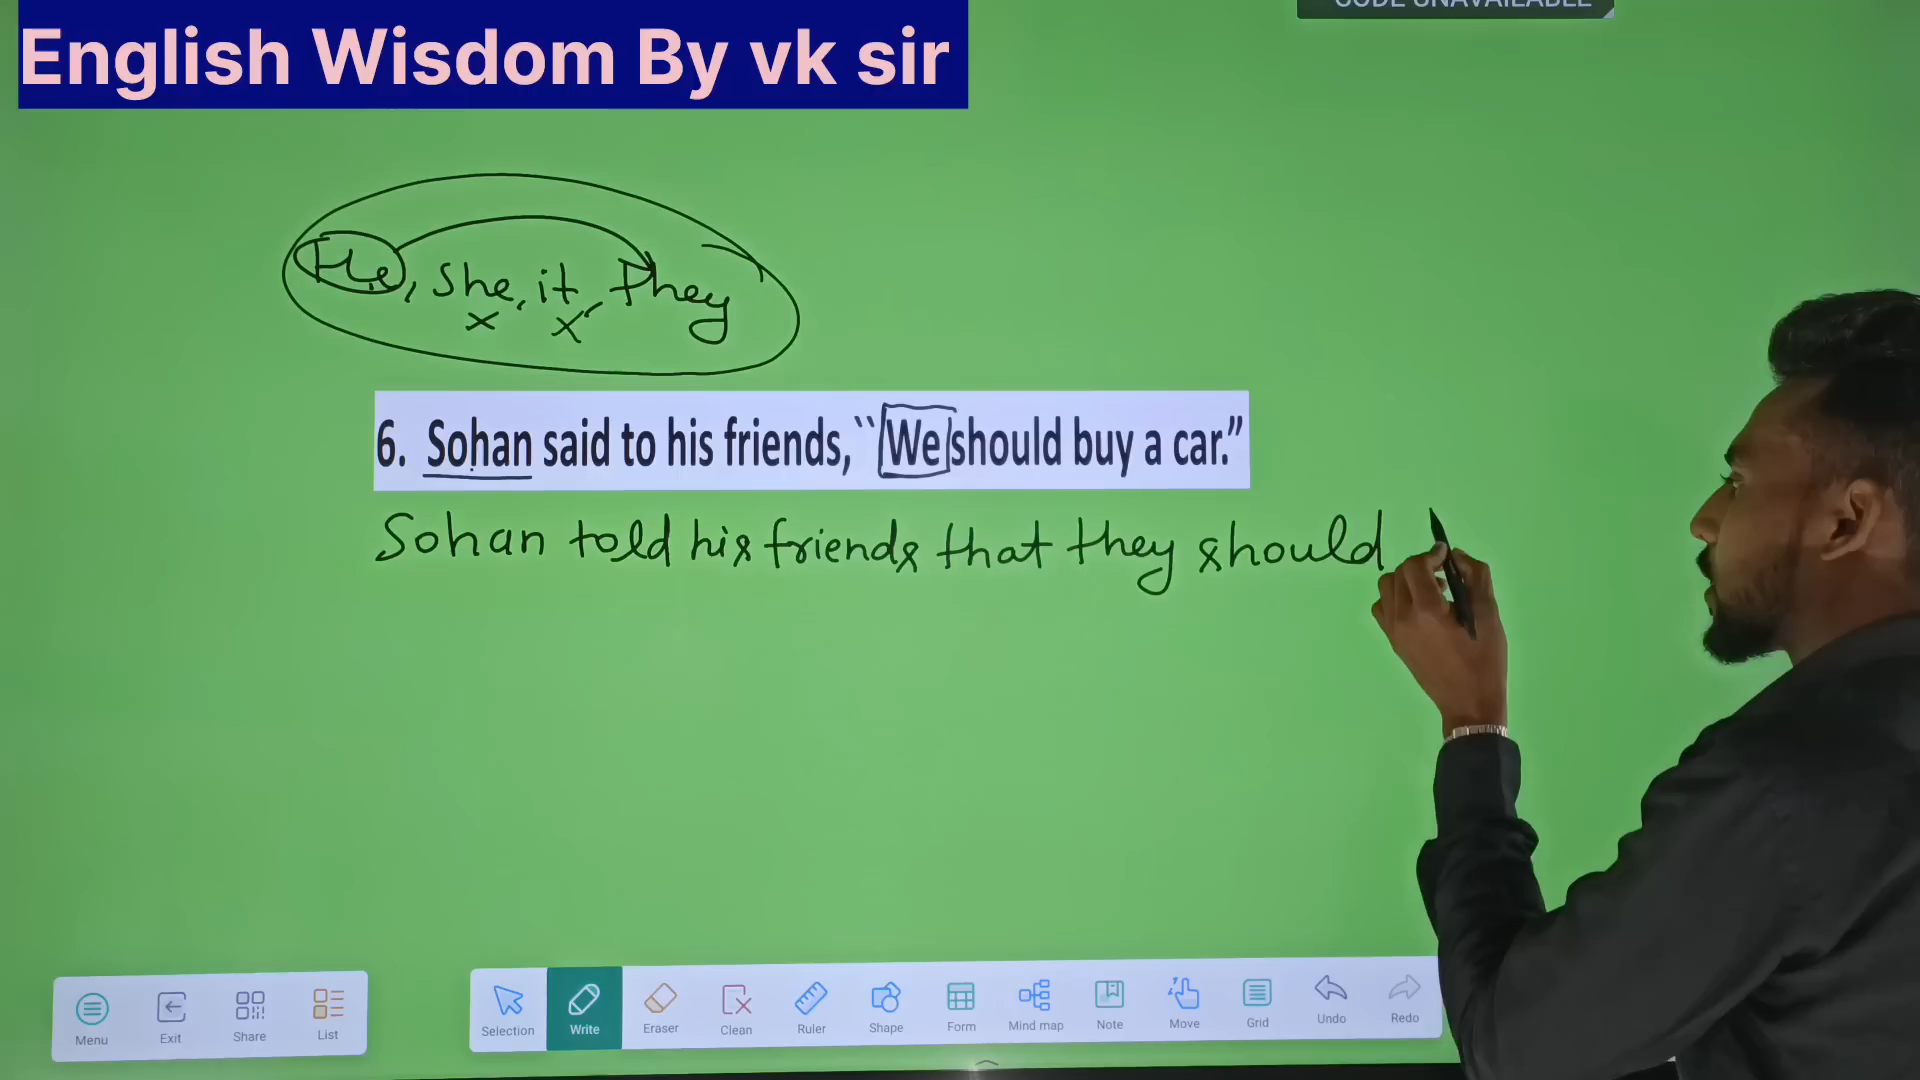 English Wisdom By vk sir
CODE UNAVAILABLE
He, She, it, They
x x
6. Sohan said to his friends, ``We should buy a car.”
Sohan told his friends that they should
Menu Exit Share List
Selection Write Eraser Clean Ruler Shape Form Mind map Note Move Grid Undo Redo